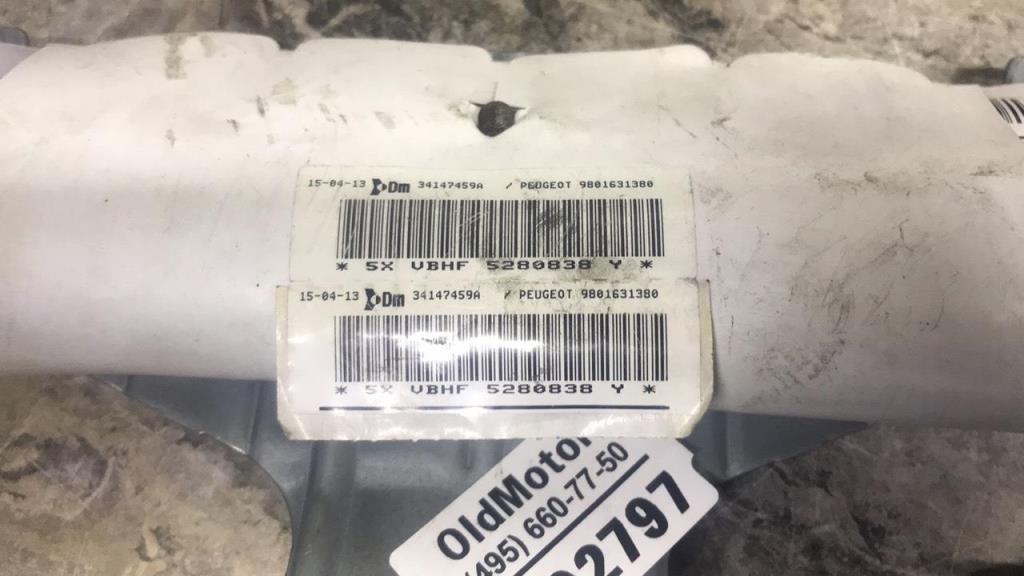 15-04-13 Dm 34147459A / PEUGEOT 9801631380
* 5X VBHF 5280838 Y *
15-04-13 Dm 34147459A / PEUGEOT 9801631380
* 5X VBHF 5280838 Y *
OldMotor
(495) 660-77-50
2797